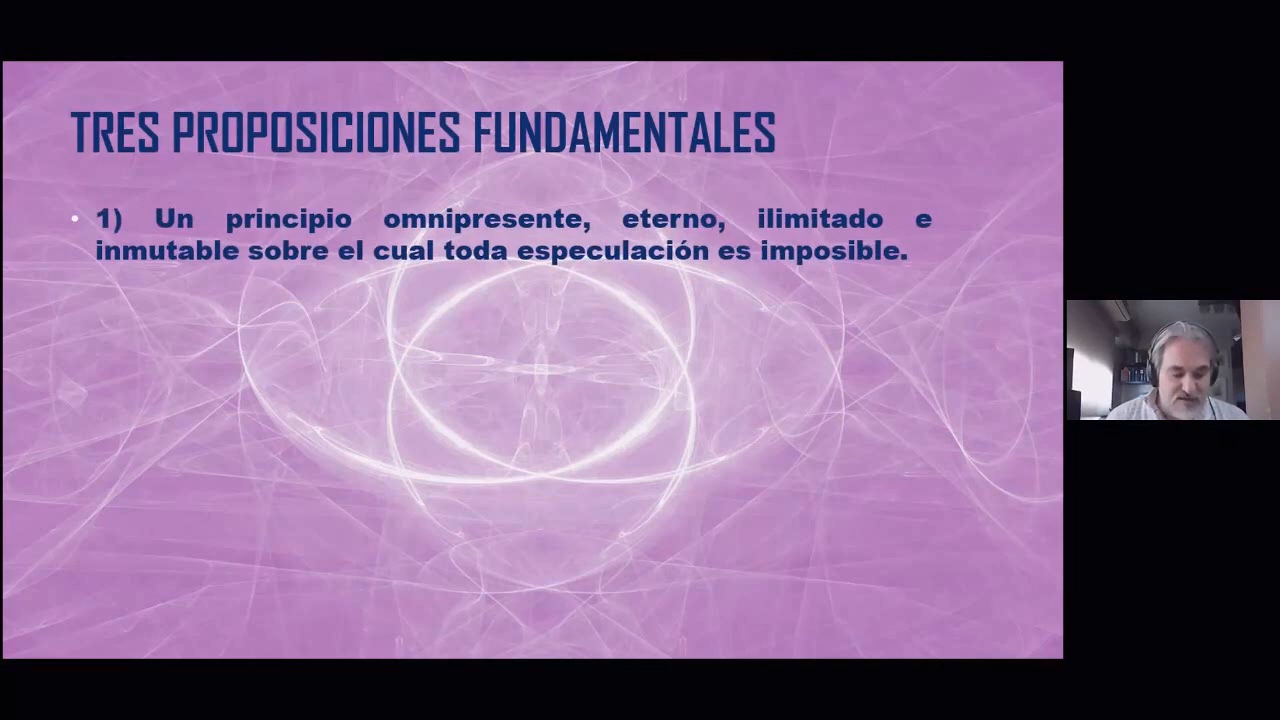 TRES PROPOSICIONES FUNDAMENTALES
• 1) Un principio omnipresente, eterno, ilimitado e
inmutable sobre el cual toda especulación es imposible.